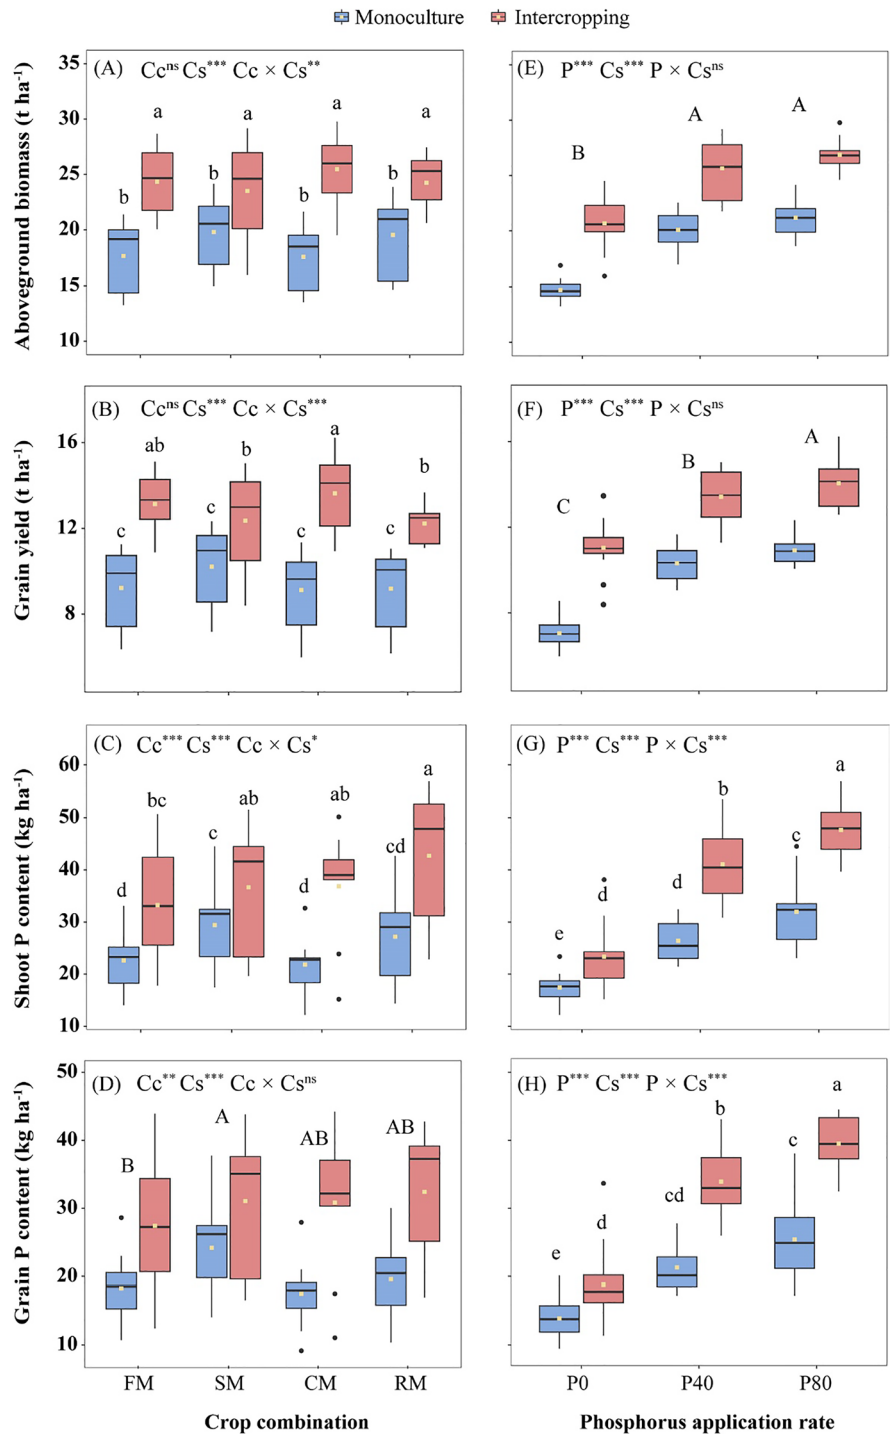 Monoculture Intercropping
(A) Cc^ns Cs^*** Cc × Cs^**
Aboveground biomass (t ha^-1)
35
30
25
20
15
10
b a b a b a b a
(E) P^*** Cs^*** P × Cs^ns
B A A
(B) Cc^ns Cs^*** Cc × Cs^***
Grain yield (t ha^-1)
16
12
8
c ab c b c a c b
(F) P^*** Cs^*** P × Cs^ns
C B A
(C) Cc^*** Cs^*** Cc × Cs^*
Shoot P content (kg ha^-1)
60
50
40
30
20
10
d bc c ab d ab cd a
(G) P^*** Cs^*** P × Cs^***
e d d b c a
(D) Cc^** Cs^*** Cc × Cs^ns
Grain P content (kg ha^-1)
50
40
30
20
10
B A AB AB
FM SM CM RM
Crop combination
(H) P^*** Cs^*** P × Cs^***
e d cd b c a
P0 P40 P80
Phosphorus application rate